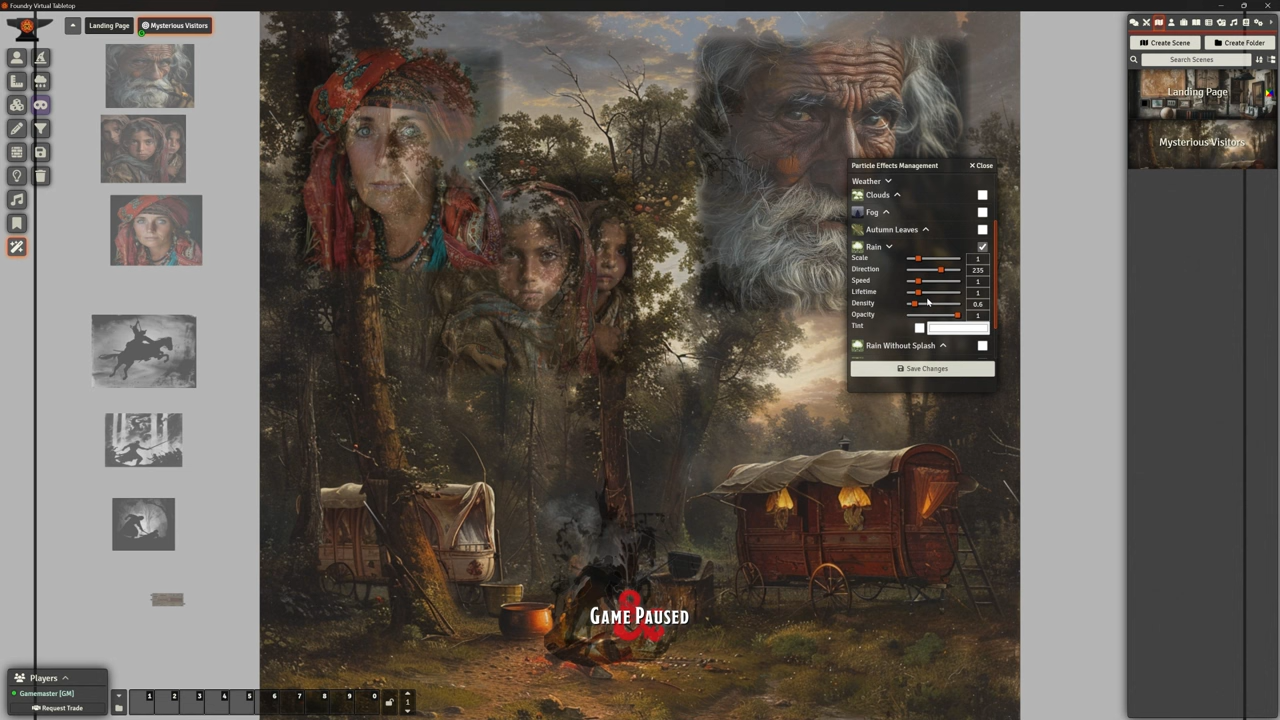 Foundry Virtual Tabletop
Landing Page
Mysterious Visitors
G
Create Scene
Create Folder
Search Scenes
Landing Page
Mysterious Visitors
Particle Effects Management
Close
Weather
Clouds
Fog
Autumn Leaves
Rain
Scale 1
Direction 235
Speed 1
Lifetime 1
Density 0.6
Opacity 1
Tint
Rain Without Splash
Save Changes
Game Paused
Players
Gamemaster [GM]
Request Trade
1 2 3 4 5 6 7 8 9 0
1